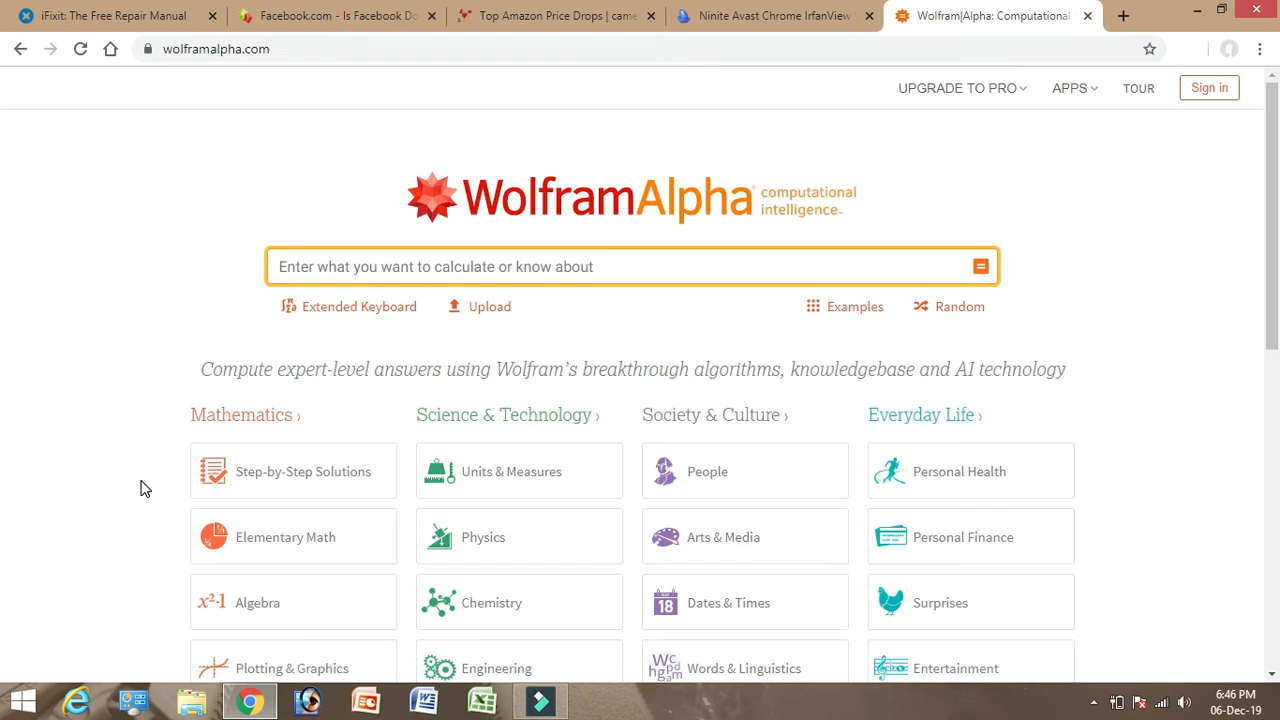 iFixit: The Free Repair Manual
Facebook.com - Is Facebook Do
Top Amazon Price Drops | came
Ninite Avast Chrome IrfanView
Wolfram|Alpha: Computational
wolframalpha.com
UPGRADE TO PRO
APPS
TOUR
Sign in
WolframAlpha computational intelligence™
Enter what you want to calculate or know about
Extended Keyboard
Upload
Examples
Random
Compute expert-level answers using Wolfram's breakthrough algorithms, knowledgebase and AI technology
Mathematics ›
Science & Technology ›
Society & Culture ›
Everyday Life ›
Step-by-Step Solutions
Units & Measures
People
Personal Health
Elementary Math
Physics
Arts & Media
Personal Finance
x²-1 Algebra
Chemistry
18 Dates & Times
Surprises
Plotting & Graphics
Engineering
Words & Linguistics
Entertainment
6:46 PM
06-Dec-19